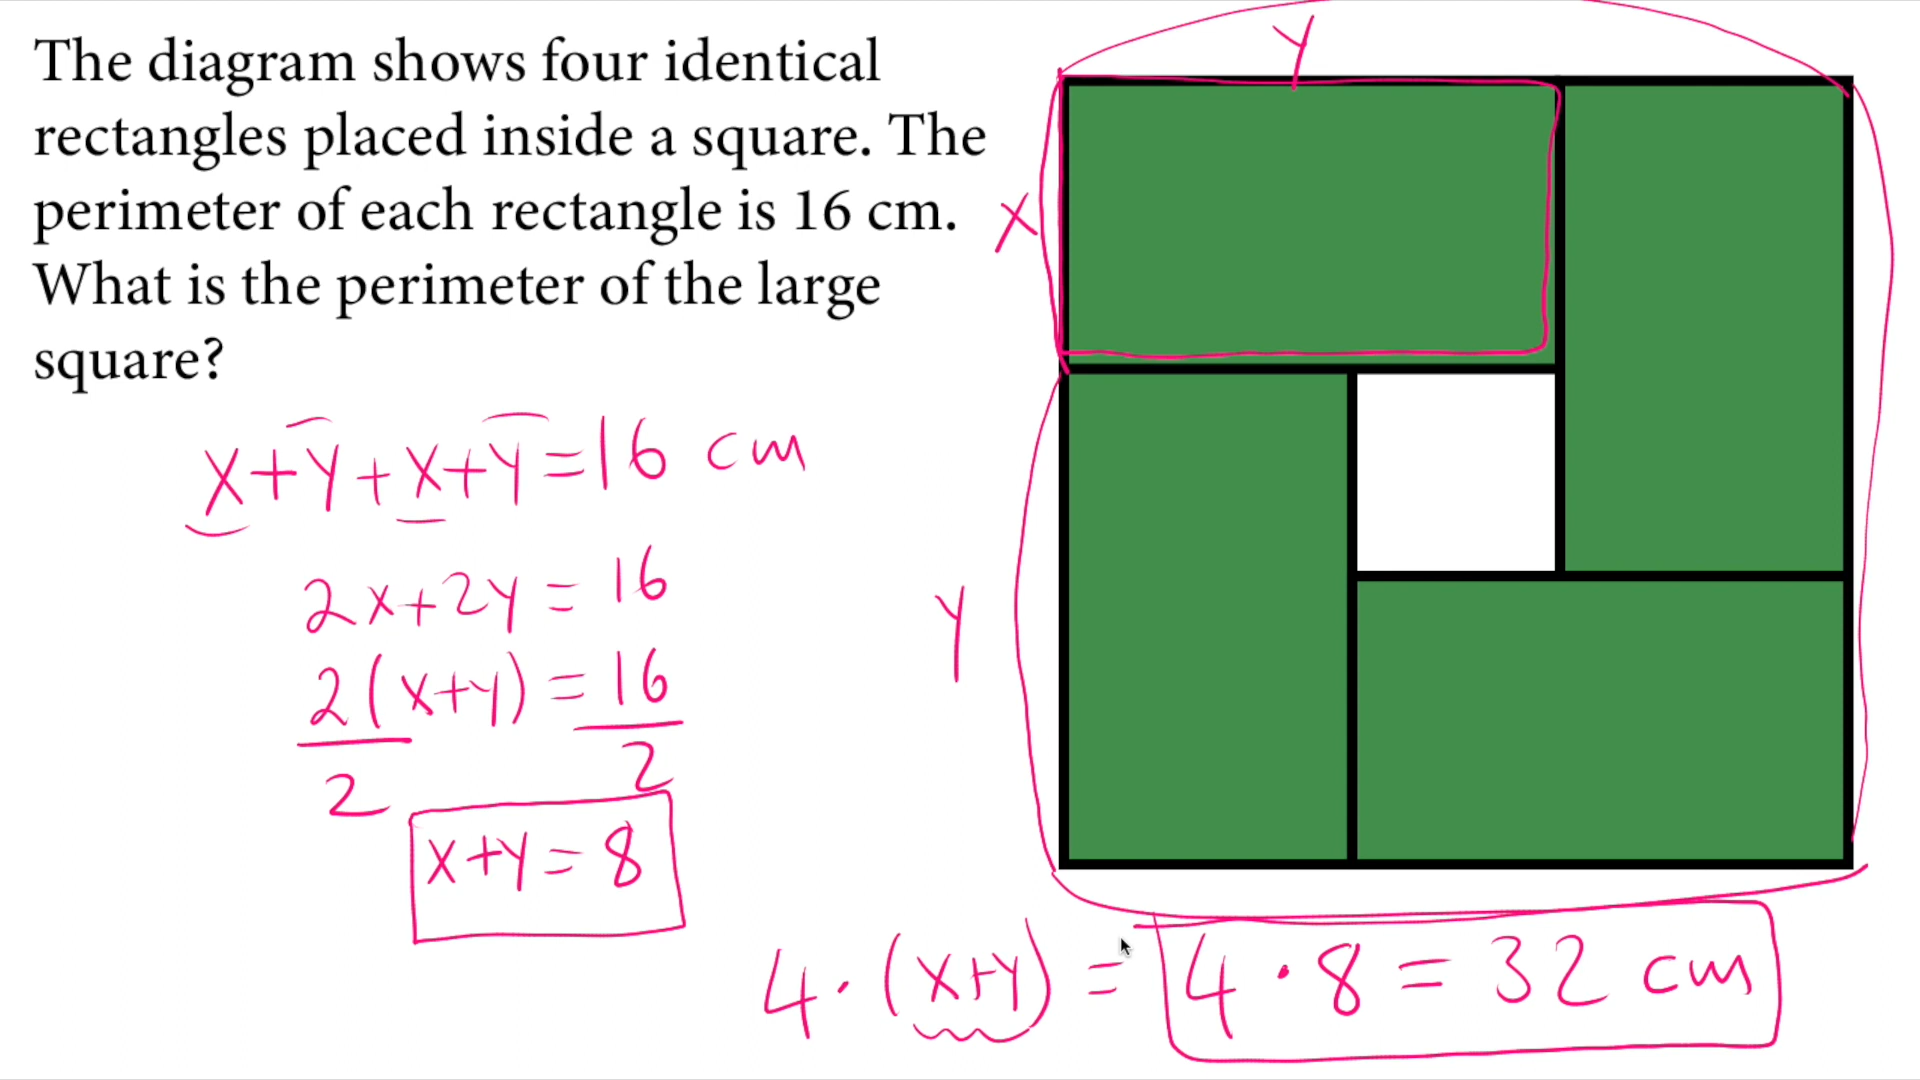 The diagram shows four identical
rectangles placed inside a square. The
perimeter of each rectangle is 16 cm.
What is the perimeter of the large
square?
Y
X
Y
X+Y+X+Y=16 cm
2x+2y = 16
2(x+y) = 16
2 2
x+y= 8
4·(x+y) = 4·8 = 32 cm